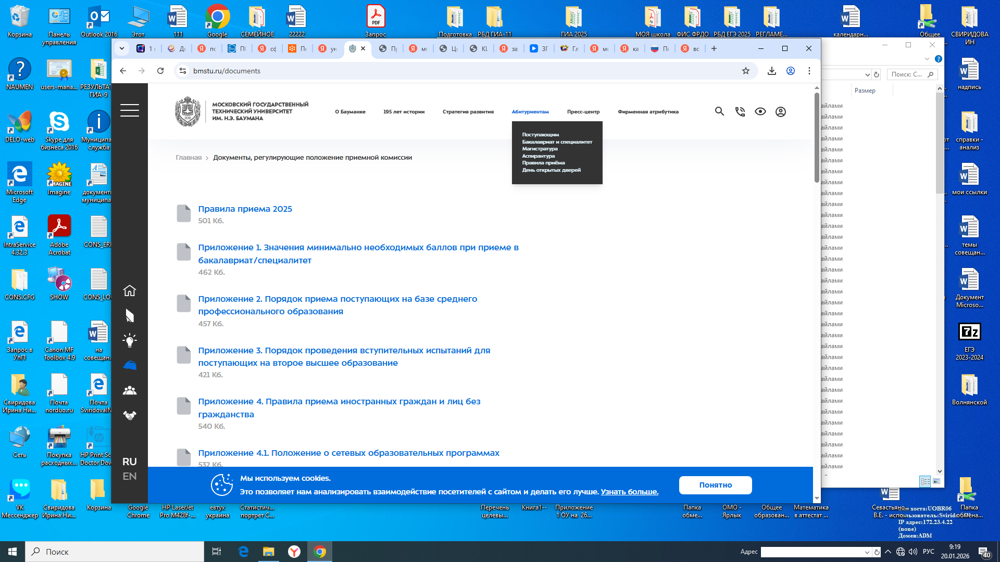 Корзина
Панель управления
Outlook 2016
Этот
111
Google
СЕМЕЙНОЕ
22222
Запрос
Подготовка
РБД ГИА-11
ГИА 2025
МОЯ школа
ФИС ФРДО
РБД ЕГЭ 2025
РЕГЛАМЕ...
календарн...
Общее
СВИРИДОВА ИН
bmstu.ru/documents
Поиск: С...
Размер
NAUMEN
users-mana...
РЕЗУЛЬТАТ
ГИА-9
надпись
МОСКОВСКИЙ ГОСУДАРСТВЕННЫЙ
ТЕХНИЧЕСКИЙ УНИВЕРСИТЕТ
ИМ. Н.Э. БАУМАНА
О Бауманке
195 лет истории
Стратегия развития
Абитуриентам
Пресс-центр
Фирменная атрибутика
Поступающим
Бакалавриат и специалитет
Магистратура
Аспирантура
Правила приёма
День открытых дверей
Главная > Документы, регулирующие положение приемной комиссии
Правила приема 2025
501 Кб.
Приложение 1. Значения минимально необходимых баллов при приеме в
бакалавриат/специалитет
462 Кб.
Приложение 2. Порядок приема поступающих на базе среднего
профессионального образования
457 Кб.
Приложение 3. Порядок проведения вступительных испытаний для
поступающих на второе высшее образование
421 Кб.
Приложение 4. Правила приема иностранных граждан и лиц без
гражданства
540 Кб.
Приложение 4.1. Положение о сетевых образовательных программах
532 Кб.
RU
EN
Мы используем cookies.
Это позволяет нам анализировать взаимодействие посетителей с сайтом и делать его лучше. Узнать больше.
Понятно
DELO-web
Skype для бизнеса 2016
Муниципа
служба
справки - анализ
Microsoft Edge
Imagine
документ
муниципа
мои ссылки
IntraService 4.32.3
Adobe Acrobat
CONS_ERR
темы совещан...
CONS.CFG
SHOW
CONS_LO
Документ Microso...
Запрос в УпП
Canon MF Toolbox 4.9
на совещан.
ЕГЭ 2023-2024
Свиридова Ирина Ни...
Почта norduo.ru
Почта
SviridovaIN
Волнянской
Сеть
Покупка расходных...
HP Print Sc
Doctor Dow
VK Мессенджер
Свиридова Ирина Ни...
Корзина
Google Chrome
HP LaserJet Pro M428f-...
евтух украина
Статистич... портрет С...
Перечень целевы...
Книга1--
Приложение 1 ОУ на 26...
Папка обме...
ОМО - Ярлык
Общее образован...
Математика в аттестат ...
Севастьяно... В.Е. - испо...
Папка обмена...
е хоста:UOBR06
IP адрес:172.23.4.22
(none)
Домен:ADM
Поиск
Адрес
РУС
9:19
20.01.2026
40